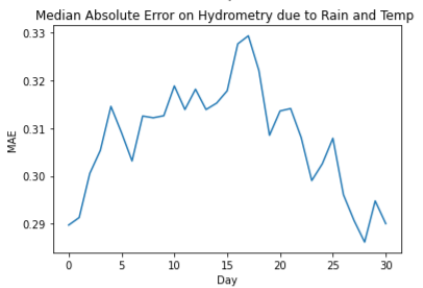 Median Absolute Error on Hydrometry due to Rain and Temp
0.33
0.32
0.31
0.30
0.29
MAE
0 5 10 15 20 25 30
Day